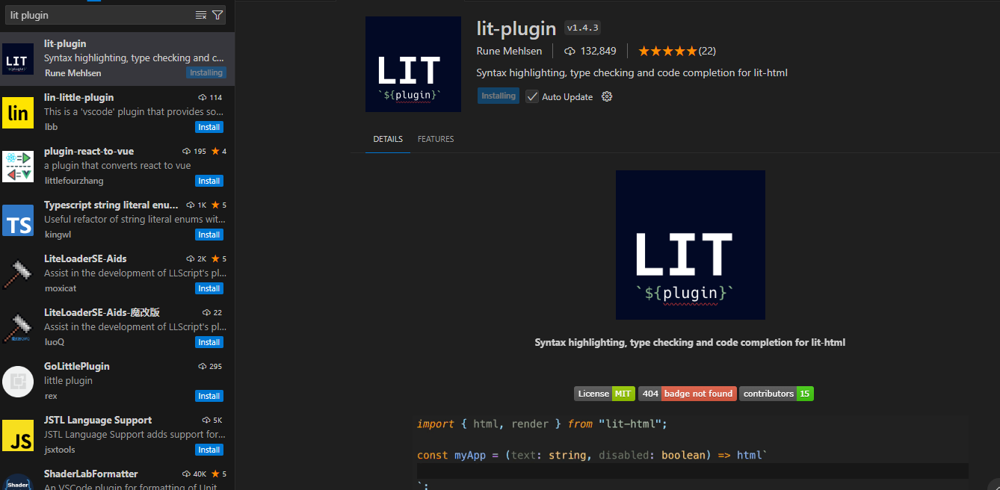 lit plugin
LIT
`${plugin}`
lit-plugin
Syntax highlighting, type checking and c...
Rune Mehlsen
Installing
lin
lin-little-plugin
114
This is a 'vscode' plugin that provides so...
lbb
Install
plugin-react-to-vue
195
4
a plugin that converts react to vue
littlefourzhang
Install
TS
Typescript string literal enu...
1K
5
Useful refactor of string literal enums wit...
kingwl
Install
LiteLoaderSE-Aids
2K
5
Assist in the development of LLScript's pl...
moxicat
Install
LiteLoaderSE-Aids-魔改版
22
Assist in the development of LLScript's pl...
luoQ
Install
GoLittlePlugin
295
little plugin
rex
Install
JS
JSTL Language Support
5K
JSTL Language Support adds support for...
jsxtools
Install
{Shader
ShaderLabFormatter
40K
5
An VSCode plugin for formatting of Unit
LIT
`${plugin}`
lit-plugin
v1.4.3
Rune Mehlsen
132,849
(22)
Syntax highlighting, type checking and code completion for lit-html
Installing
Auto Update
DETAILS
FEATURES
LIT
`${plugin}`
Syntax highlighting, type checking and code completion for lit-html
License MIT
404 badge not found
contributors 15
import { html, render } from "lit-html";
const myApp = (text: string, disabled: boolean) => html`
`;